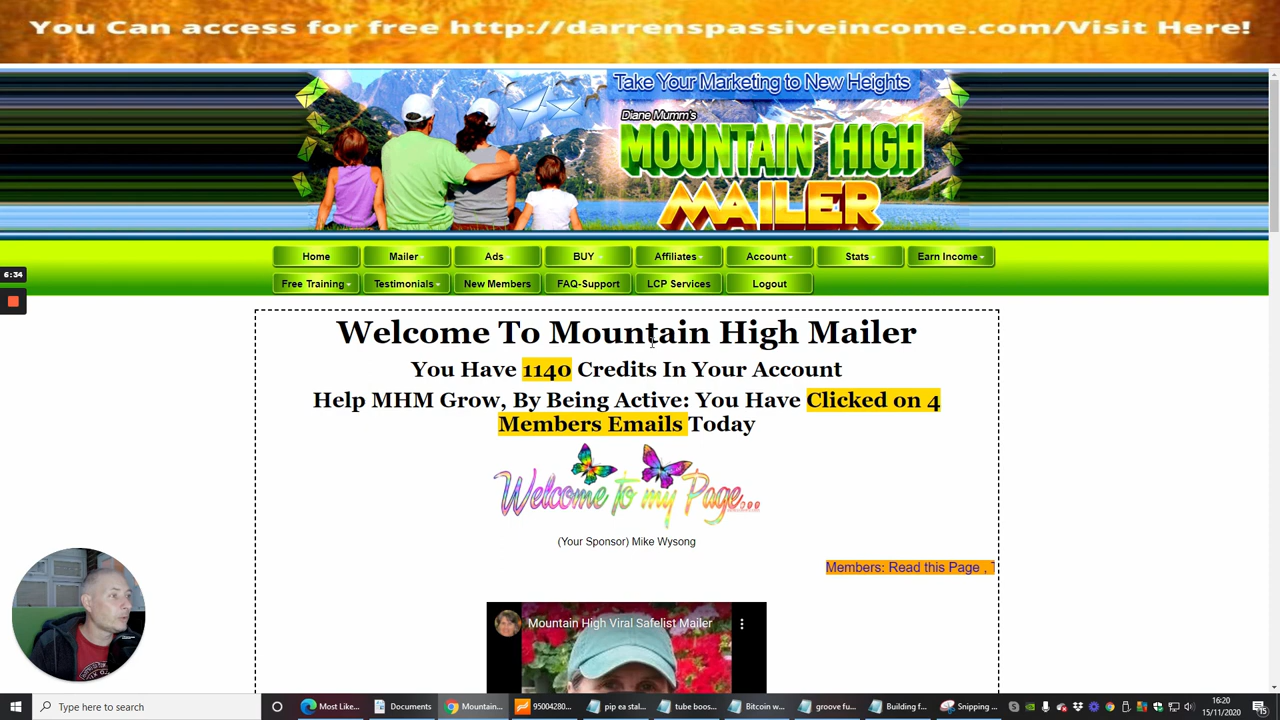 You Can access for free http://darrenspassiveincome.com/Visit Here!
Take Your Marketing to New Heights
Diane Mumm's
MOUNTAIN HIGH
MAILER
Home Mailer Ads BUY Affiliates Account Stats Earn Income
Free Training Testimonials New Members FAQ-Support LCP Services Logout
6:34
Welcome To Mountain High Mailer
You Have 1140 Credits In Your Account
Help MHM Grow, By Being Active: You Have Clicked on 4
Members Emails Today
Welcome to my Page...
(Your Sponsor) Mike Wysong
Members: Read this Page ,
Mountain High Viral Safelist Mailer
Type here to search
Most Like... Documents Mountain... 95004280... pip ea stal... tube boos... Bitcoin w... groove fu... Building f... Snipping ...
16:20
15/11/2020
15